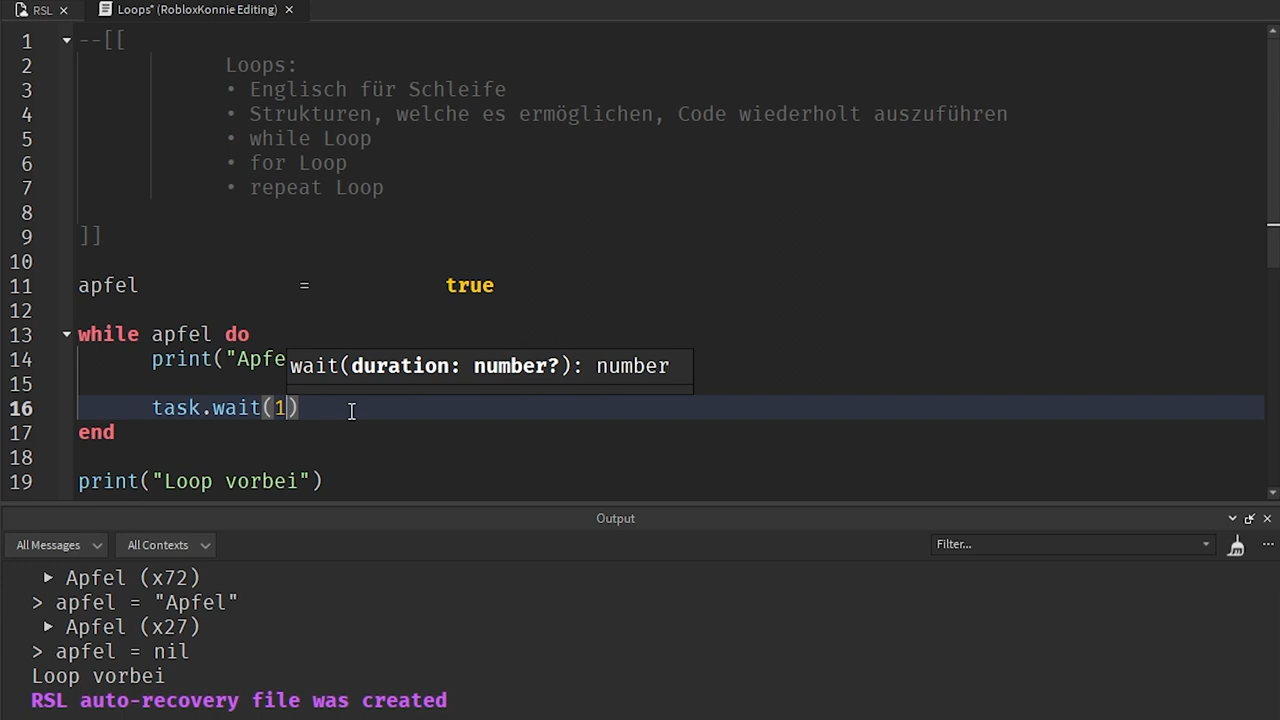 RSL
Loops* (RobloxKonnie Editing)
1 --[[
2 Loops:
3 • Englisch für Schleife
4 • Strukturen, welche es ermöglichen, Code wiederholt auszuführen
5 • while Loop
6 • for Loop
7 • repeat Loop
8
9 ]]
10
11 apfel = true
12
13 while apfel do
14 print("Apfe
wait(duration: number?): number
15
16 task.wait(1)
17 end
18
19 print("Loop vorbei")
Output
All Messages All Contexts Filter... ...
Apfel (x72)
> apfel = "Apfel"
Apfel (x27)
> apfel = nil
Loop vorbei
RSL auto-recovery file was created